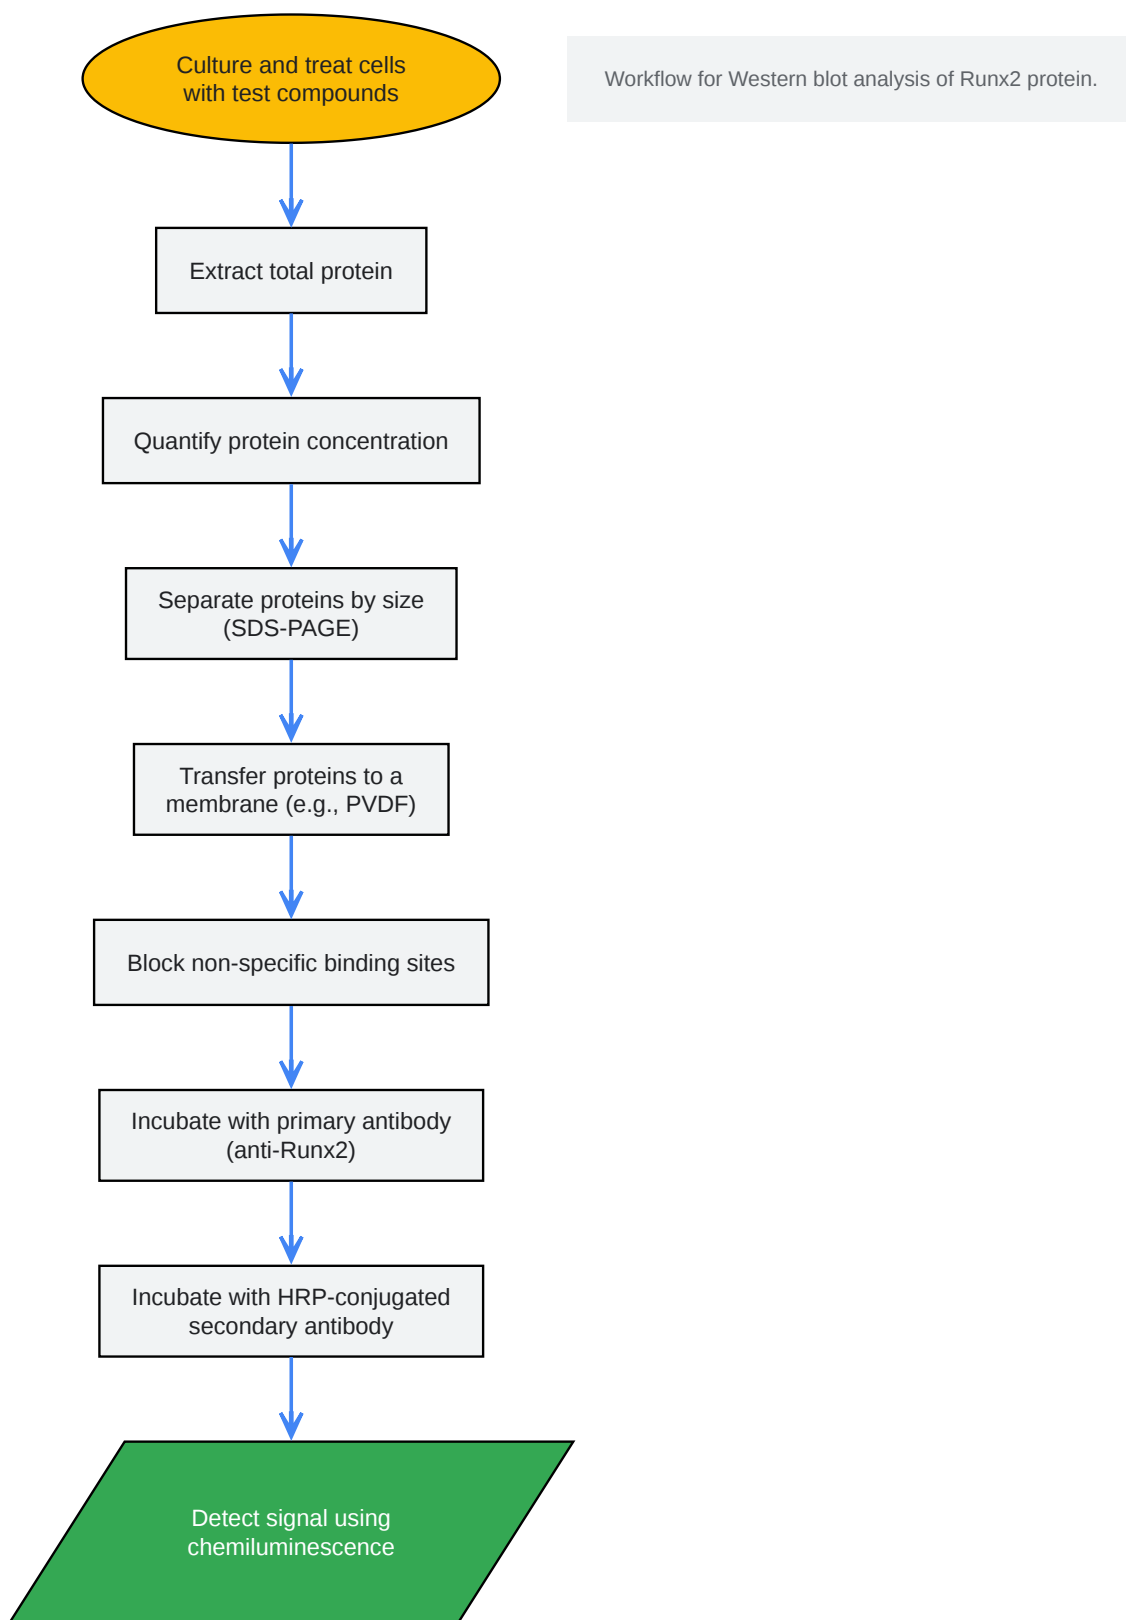 Culture and treat cells
with test compounds
Workflow for Western blot analysis of Runx2 protein.
Extract total protein
Quantify protein concentration
Separate proteins by size
(SDS-PAGE)
Transfer proteins to a
membrane (e.g., PVDF)
Block non-specific binding sites
Incubate with primary antibody
(anti-Runx2)
Incubate with HRP-conjugated
secondary antibody
Detect signal using
chemiluminescence